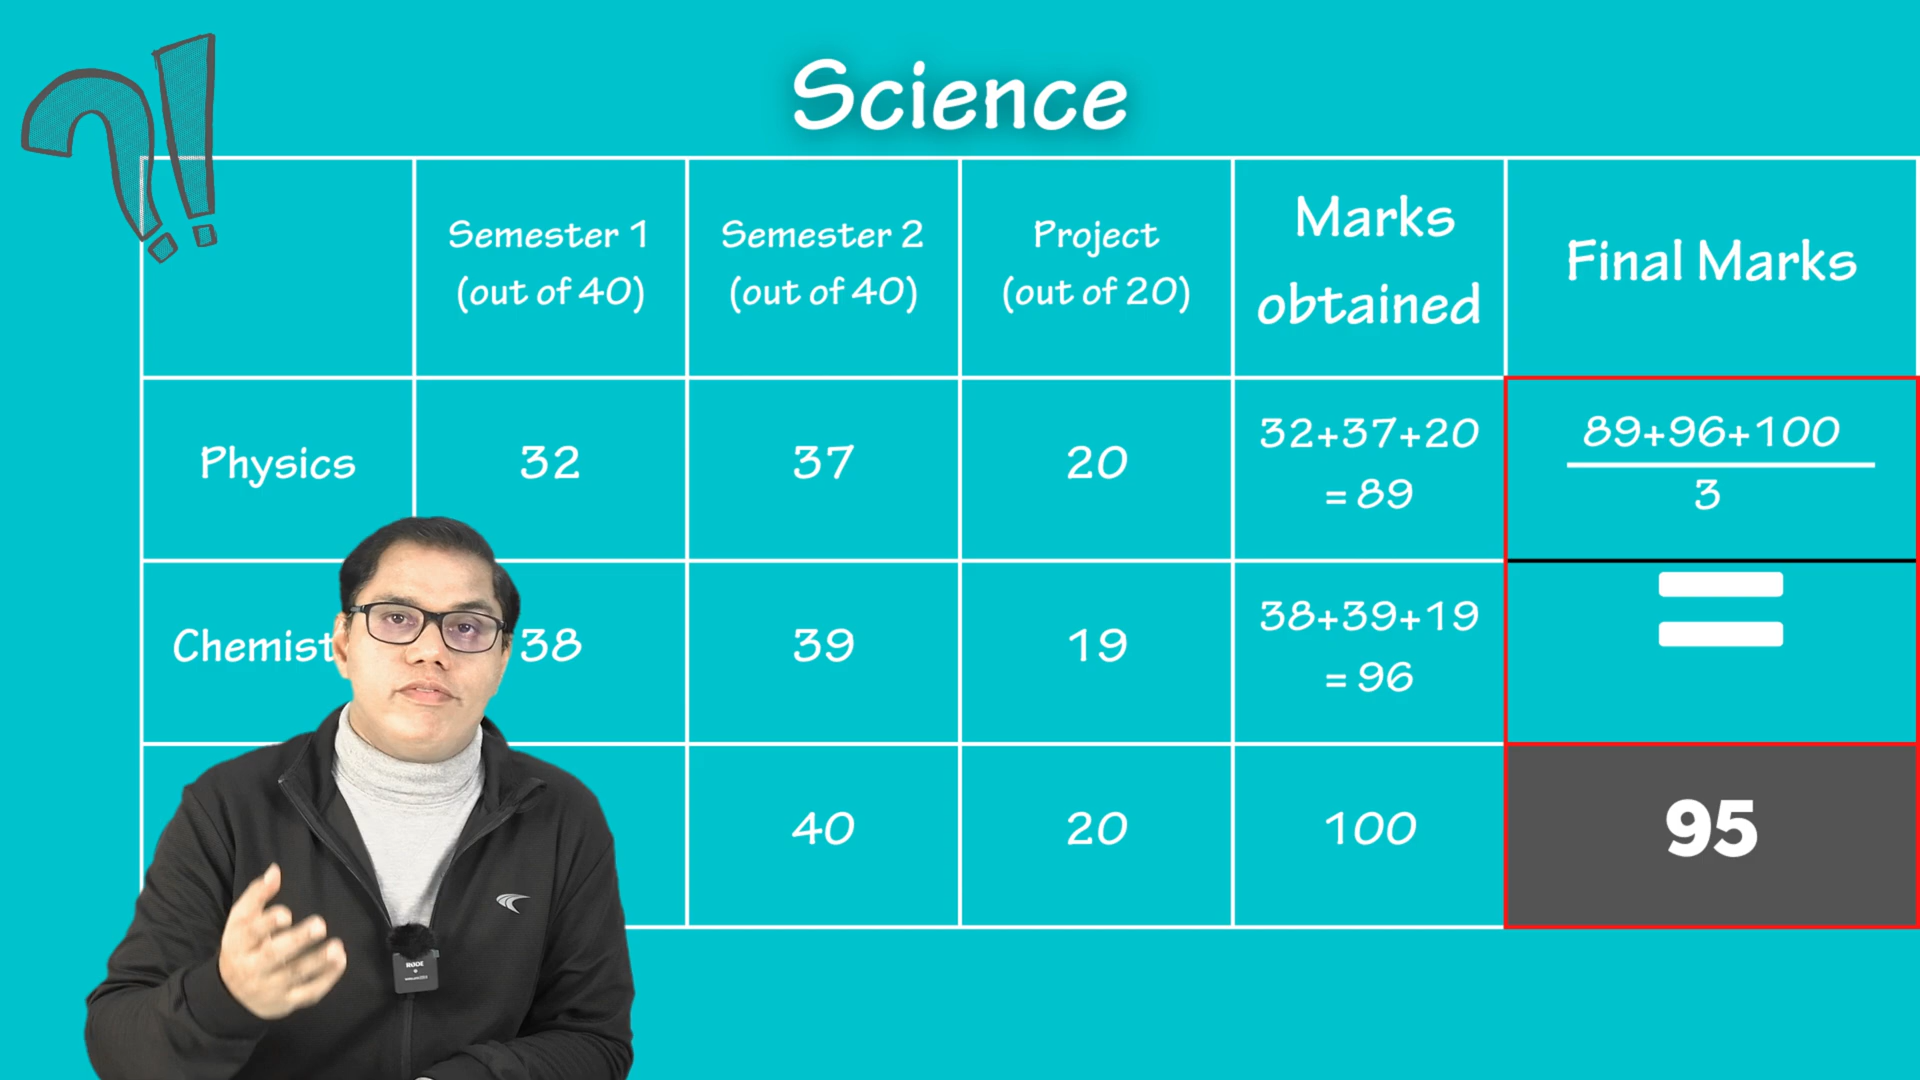 ?!
Science
Semester 1
(out of 40)
Semester 2
(out of 40)
Project
(out of 20)
Marks
obtained
Final Marks
Physics
32
37
20
32+37+20
= 89
89+96+100
3
Chemist
38
39
19
38+39+19
= 96
=
40
20
100
95
RØDE